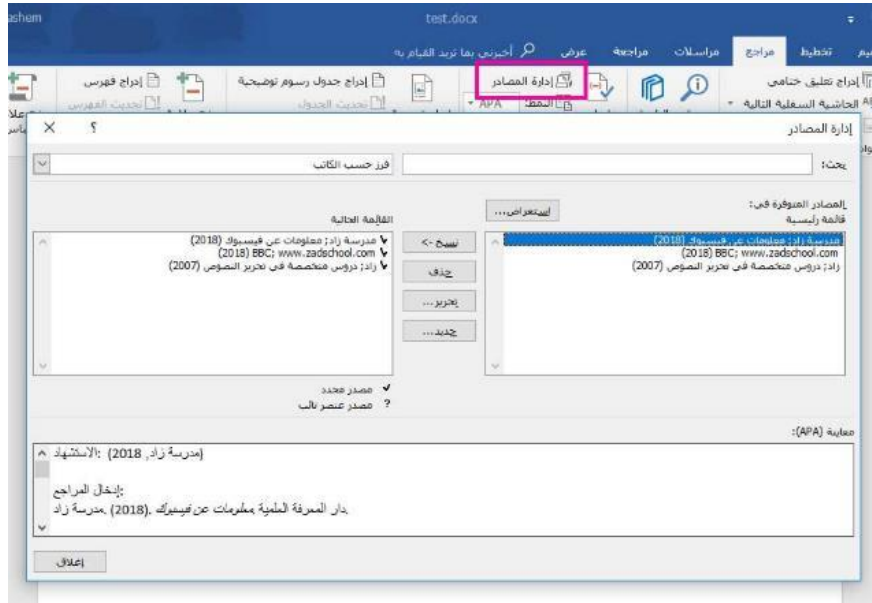 ashem
test.docx
تخطيط
مراجع
مراسلات
مراجعة
عرض
أخبرني بما تريد القيام به
إدراج تعليق ختامي
الحاشية السفلية التالية
إدارة المصادر
النمط: APA
إدراج جدول رسوم توضيحية
تحديث الجدول
إدراج فهرس
تحديث الفهرس
إدارة المصادر
؟
بحث:
فرز حسب الكاتب
المصادر المتوفرة في:
قائمة رئيسية
استعراض...
القائمة الحالية
مدرسة زاد; معلومات عن فيسبوك (2018)
(2018) BBC; www.zadschool.com
زاد; دروس متخصصة في تحرير النصوص (2007)
نسخ ->
حذف
تحرير...
جديد...
✔ مدرسة زاد; معلومات عن فيسبوك (2018)
✔ (2018) BBC; www.zadschool.com
✔ زاد; دروس متخصصة في تحرير النصوص (2007)
✔ مصدر محدد
? مصدر عنصر نائب
معاينة (APA):
(مدرسة زاد, 2018) :الاستشهاد
:إدخال المراجع
.دار المعرفة العلمية .معلومات عن فيسبوك .(2018) .مدرسة زاد
إغلاق